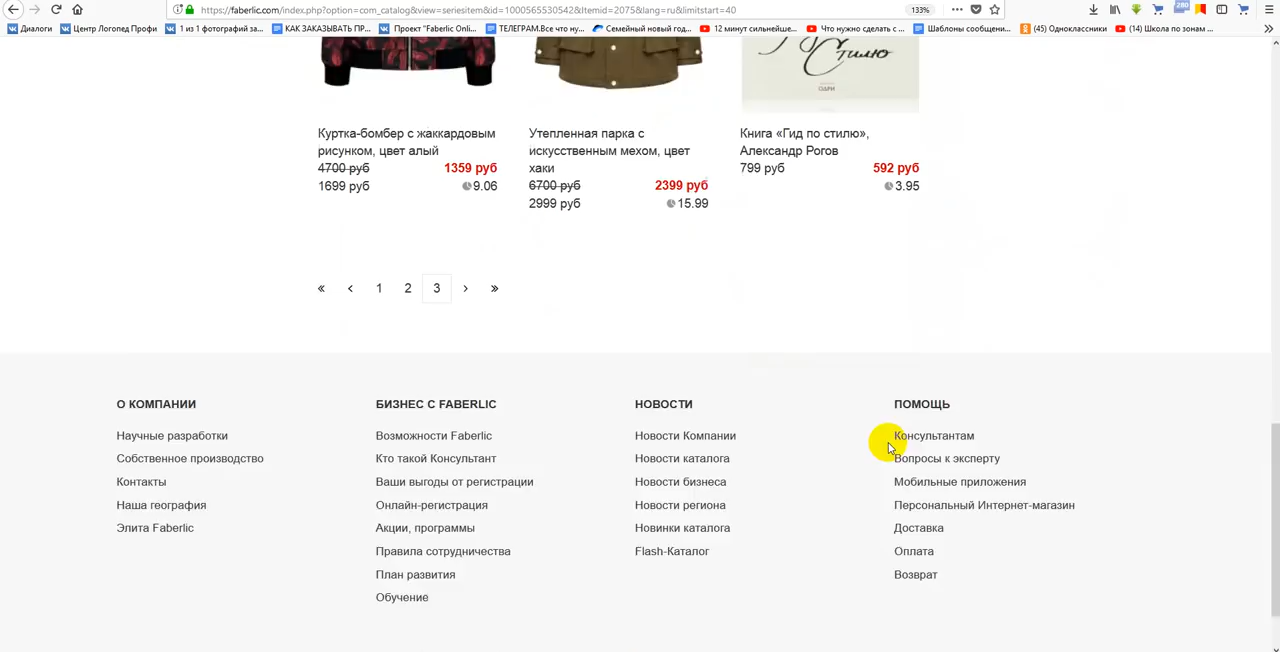 https://faberlic.com/index.php?option=com_catalog&view=seriesitem&id=1000565530542&Itemid=2075&lang=ru&limitstart=40
133%
280
Диалоги
Центр Логопед Профи
1 из 1 фотографий за...
КАК ЗАКАЗЫВАТЬ ПР...
Проект "Faberlic Onli...
ТЕЛЕГРАМ.Все что ну...
Семейный новый год...
12 минут сильнейше...
Что нужно сделать с ...
Шаблоны сообщени...
(45) Одноклассники
(14) Школа по зонам ...
Стилю
Куртка-бомбер с жаккардовым
рисунком, цвет алый
4700 руб 1359 руб
1699 руб 9.06
Утепленная парка с
искусственным мехом, цвет
хаки
6700 руб 2399 руб
2999 руб 15.99
Книга «Гид по стилю»,
Александр Рогов
799 руб 592 руб
3.95
« ‹ 1 2 3 › »
О КОМПАНИИ
Научные разработки
Собственное производство
Контакты
Наша география
Элита Faberlic
БИЗНЕС С FABERLIC
Возможности Faberlic
Кто такой Консультант
Ваши выгоды от регистрации
Онлайн-регистрация
Акции, программы
Правила сотрудничества
План развития
Обучение
НОВОСТИ
Новости Компании
Новости каталога
Новости бизнеса
Новости региона
Новинки каталога
Flash-Каталог
ПОМОЩЬ
Консультантам
Вопросы к эксперту
Мобильные приложения
Персональный Интернет-магазин
Доставка
Оплата
Возврат